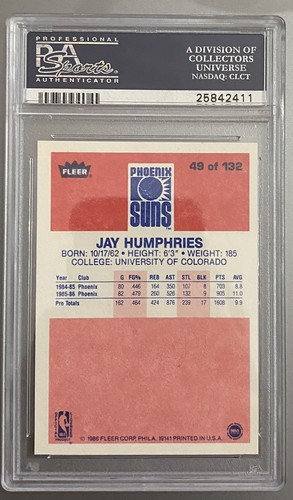 PROFESSIONAL
PSA
Sports
AUTHENTICATOR
A DIVISION OF
COLLECTORS
UNIVERSE
NASDAQ: CLCT
25842411
FLEER
PHOENIX
SUNS
49 of 132
JAY HUMPHRIES
BORN: 10/17/62 • HEIGHT: 6'3" • WEIGHT: 185
COLLEGE: UNIVERSITY OF COLORADO
Year Club G FG% REB AST STL BLK PTS AVG
1984-85 Phoenix 80 446 164 350 107 8 703 8.8
1985-86 Phoenix 82 479 260 526 132 9 905 11.0
Pro Totals 162 464 424 876 239 17 1608 9.9
NBA
© 1986 FLEER CORP. PHILA. 19141 PRINTED IN U.S.A.